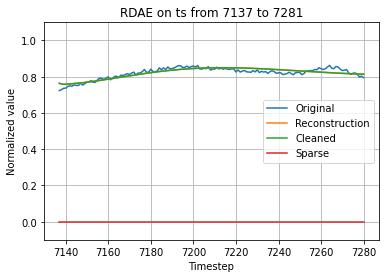 RDAE on ts from 7137 to 7281
Normalized value
1.0
0.8
0.6
0.4
0.2
0.0
Original
Reconstruction
Cleaned
Sparse
7140 7160 7180 7200 7220 7240 7260 7280
Timestep